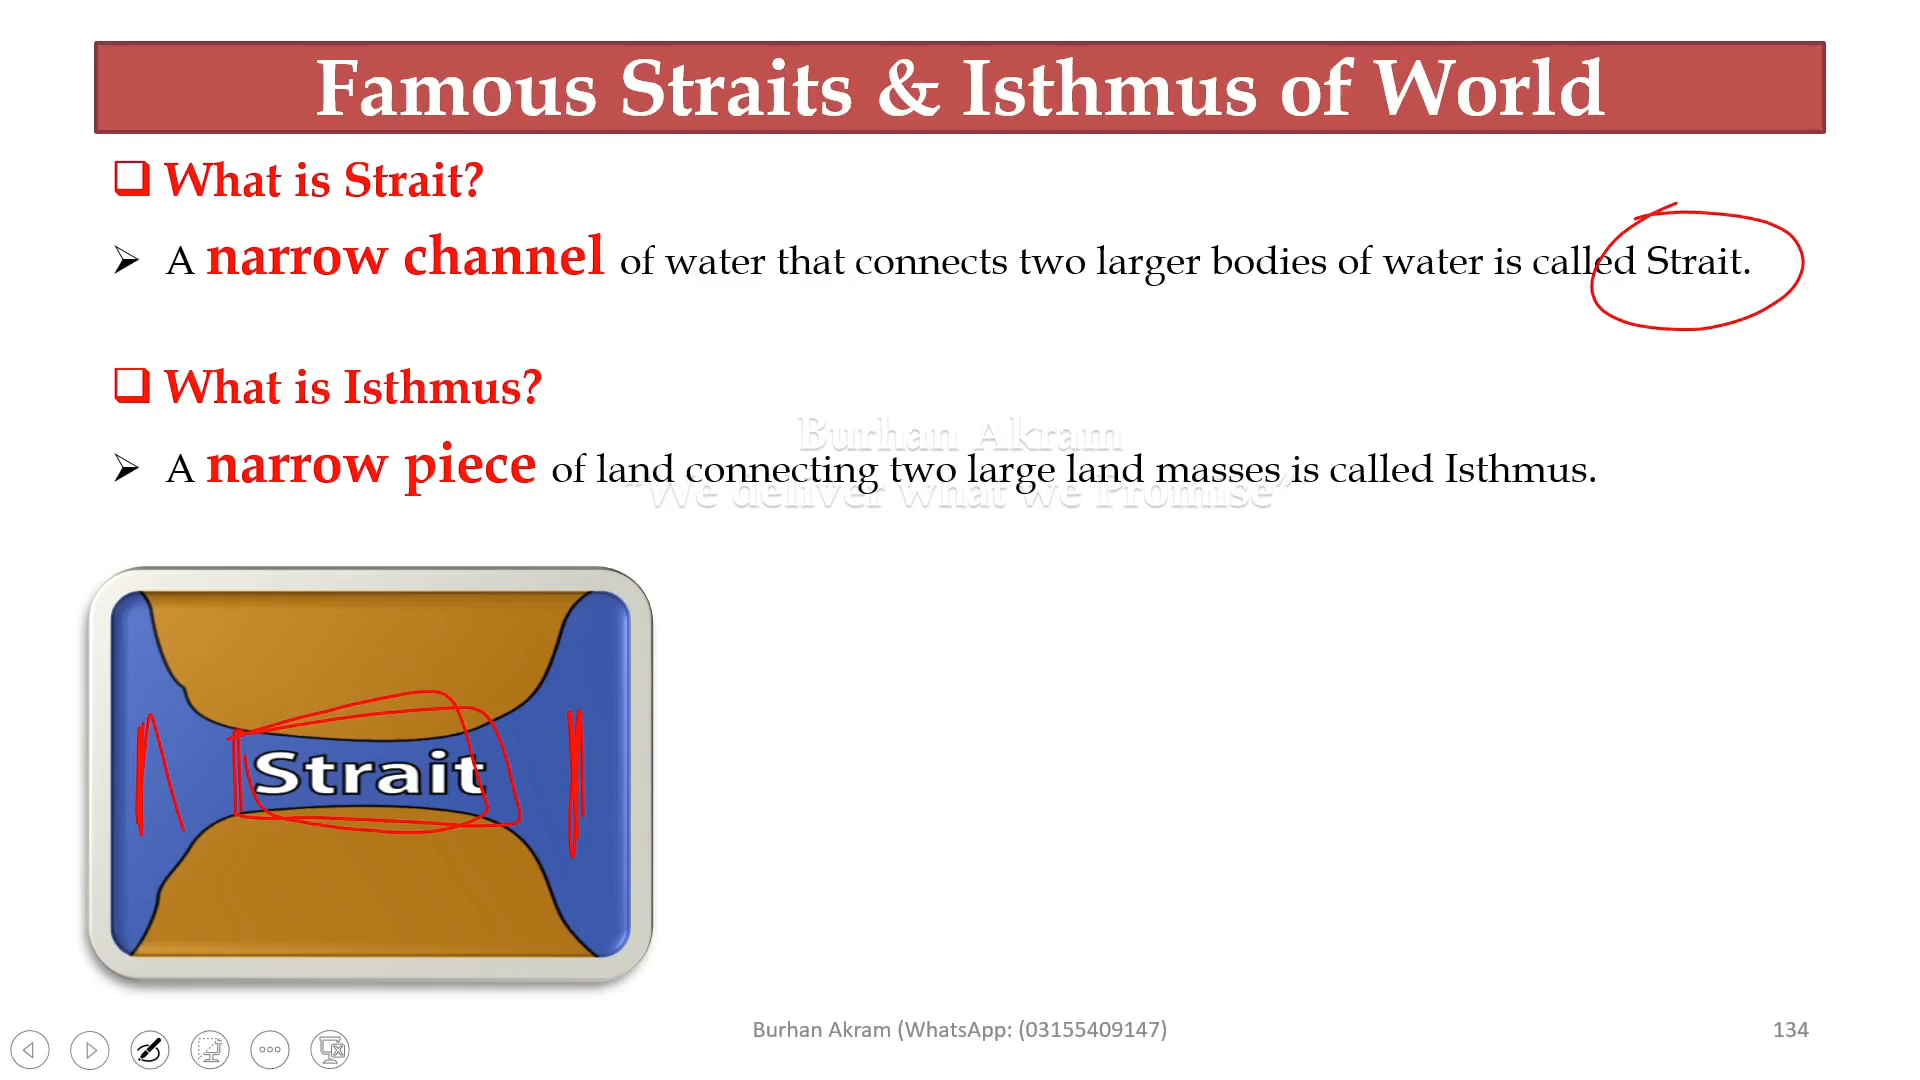 Famous Straits & Isthmus of World
What is Strait?
A narrow channel of water that connects two larger bodies of water is called Strait.
What is Isthmus?
Burhan Akram
A narrow piece of land connecting two large land masses is called Isthmus.
“We deliver what we Promise”
Strait
Burhan Akram (WhatsApp: (03155409147)
134